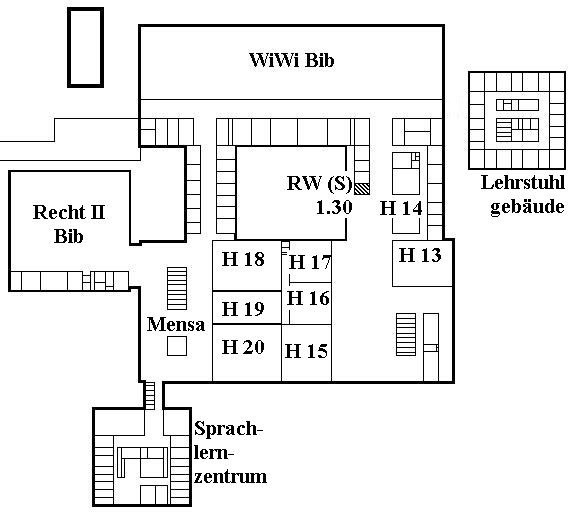 WiWi Bib
RW (S)
1.30
Lehrstuhl
gebäude
Recht II
Bib
H 14
H 13
H 18
H 17
H 16
H 19
Mensa
H 20
H 15
Sprach-
lern-
zentrum